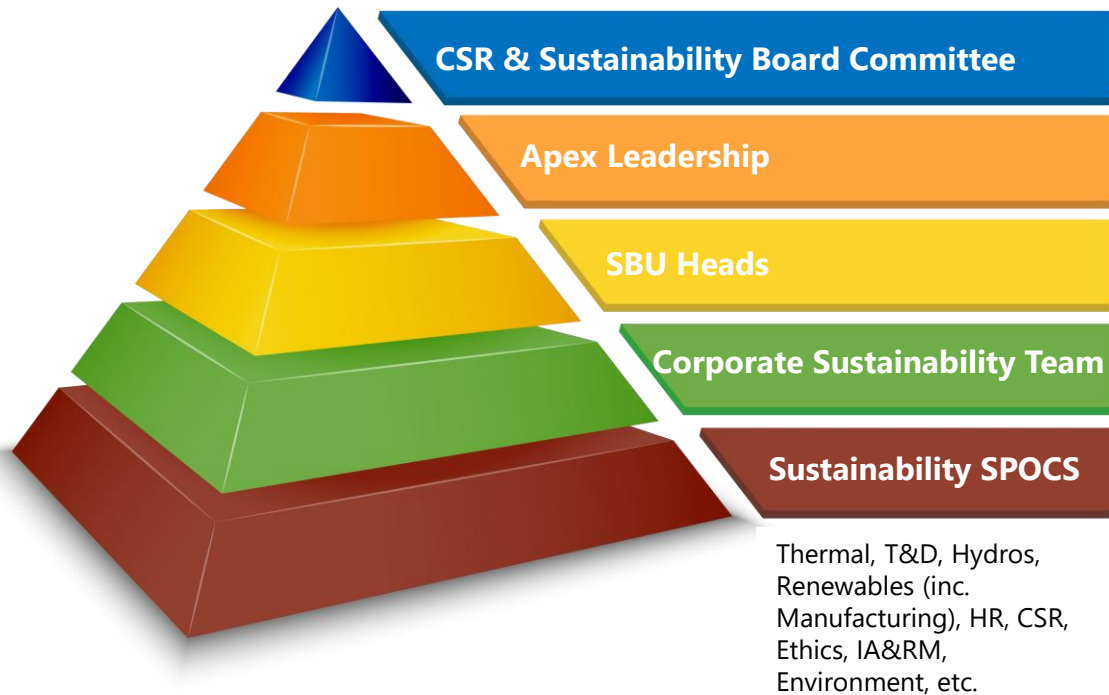 CSR & Sustainability Board Committee
Apex Leadership
SBU Heads
Corporate Sustainability Team
Sustainability SPOCS
Thermal, T&D, Hydros,
Renewables (inc.
Manufacturing), HR, CSR,
Ethics, IA&RM,
Environment, etc.